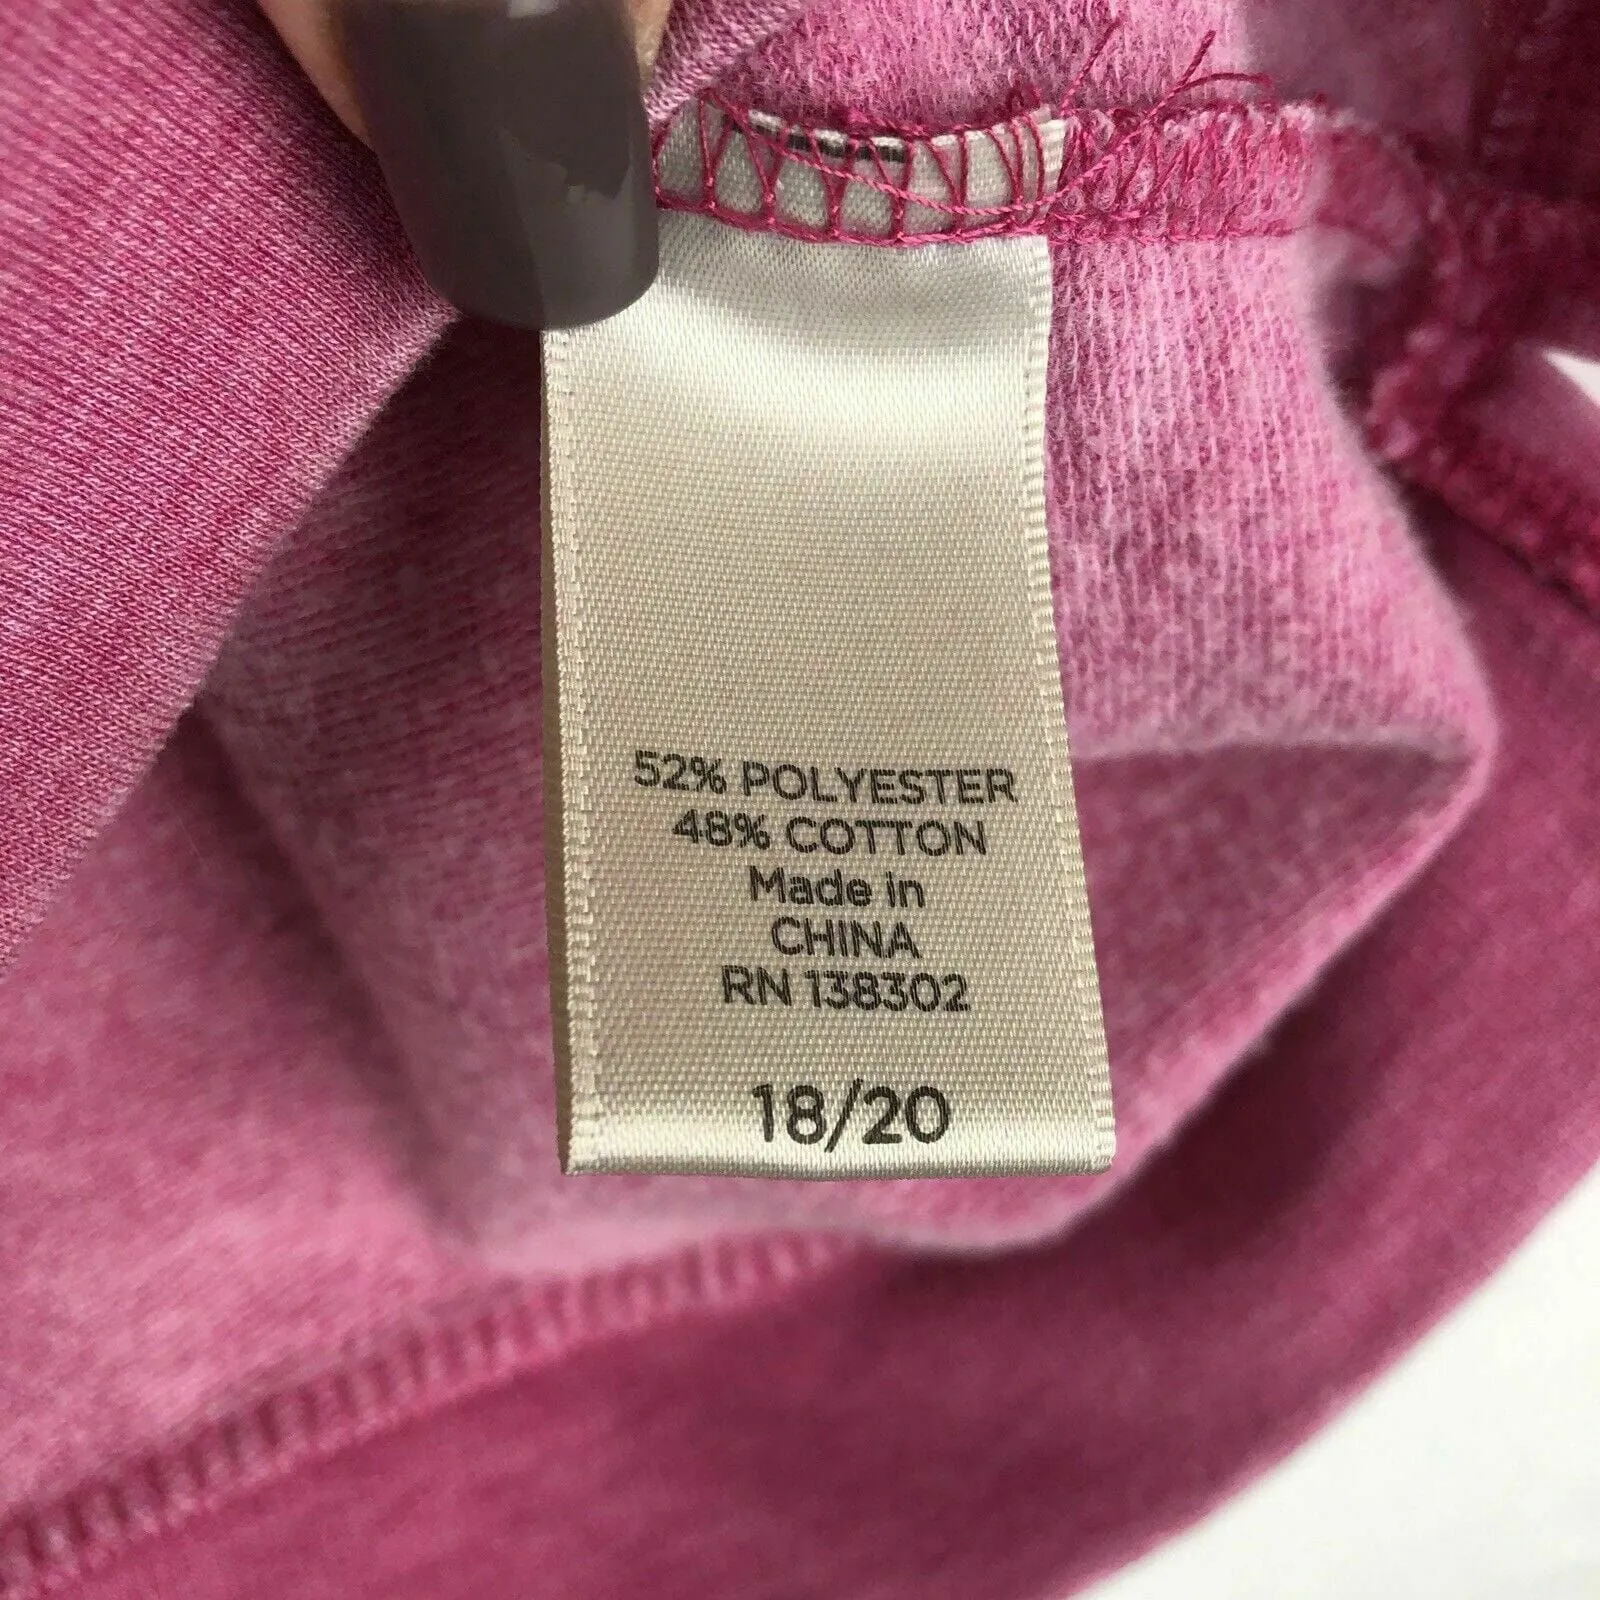 52% POLYESTER
48% COTTON
Made in
CHINA
RN 138302
18/20